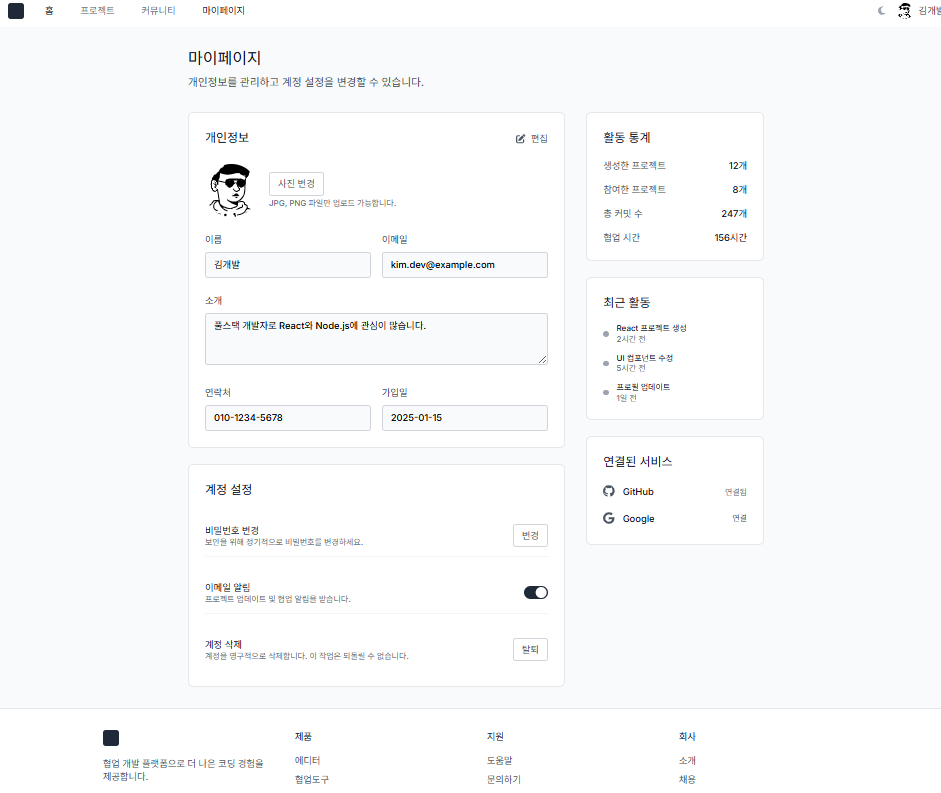 홈 프로젝트 커뮤니티 마이페이지 김개발
마이페이지
개인정보를 관리하고 계정 설정을 변경할 수 있습니다.
개인정보
편집
사진 변경
JPG, PNG 파일만 업로드 가능합니다.
이름 이메일
김개발 kim.dev@example.com
소개
풀스택 개발자로 React와 Node.js에 관심이 많습니다.
연락처 가입일
010-1234-5678 2025-01-15
계정 설정
비밀번호 변경
보안을 위해 정기적으로 비밀번호를 변경하세요.
변경
이메일 알림
프로젝트 업데이트 및 협업 알림을 받습니다.
계정 삭제
계정을 영구적으로 삭제합니다. 이 작업은 되돌릴 수 없습니다.
탈퇴
활동 통계
생성한 프로젝트 12개
참여한 프로젝트 8개
총 커밋 수 247개
협업 시간 156시간
최근 활동
React 프로젝트 생성
2시간 전
UI 컴포넌트 수정
5시간 전
프로필 업데이트
1일 전
연결된 서비스
GitHub 연결됨
Google 연결
협업 개발 플랫폼으로 더 나은 코딩 경험을
제공합니다.
제품
에디터
협업도구
지원
도움말
문의하기
회사
소개
채용